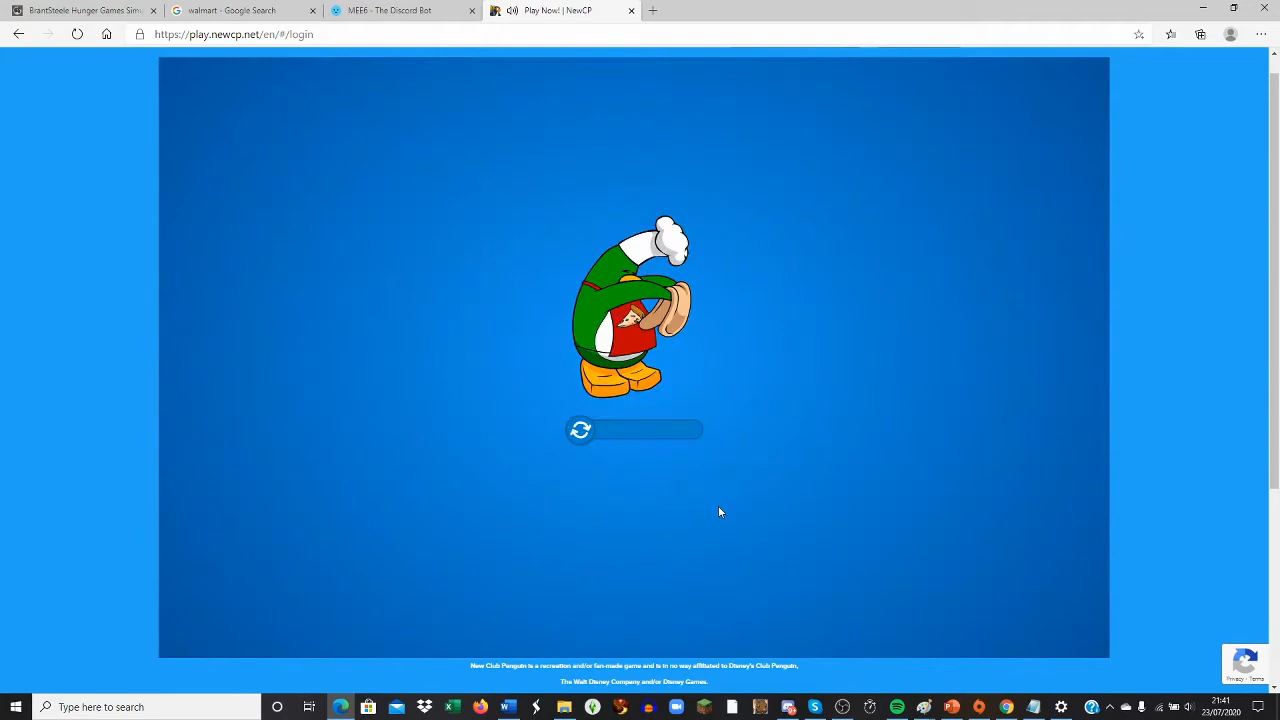 BrantSteele Hunger Games Simu
walmart - Google Search
MEE6 - The Discord Bot
Play Now! | NewCP
https://play.newcp.net/en/#/login
New Club Penguin is a recreation and/or fan-made game and is in no way affiliated to Disney's Club Penguin,
The Walt Disney Company and/or Disney Games.
Privacy - Terms
Type here to search
21:41
23/07/2020